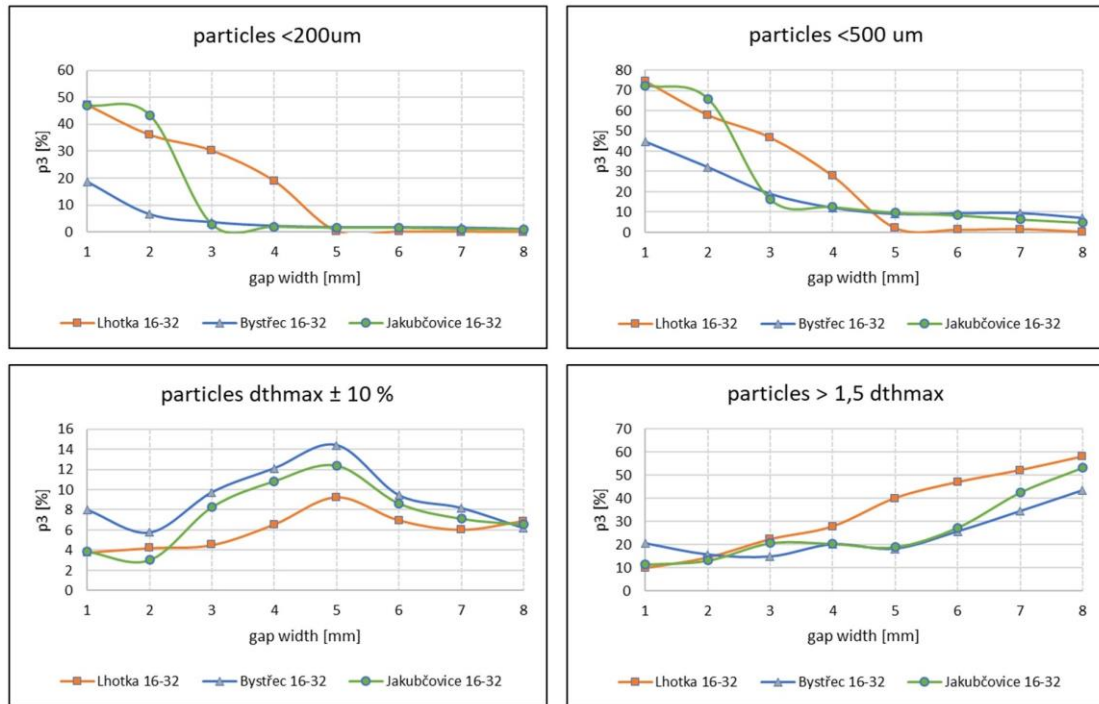 particles <200um
p3 [%]
60
50
40
30
20
10
0
1 2 3 4 5 6 7 8
gap width [mm]
Lhotka 16-32 Bystřec 16-32 Jakubčovice 16-32
particles <500 um
p3 [%]
80
70
60
50
40
30
20
10
0
1 2 3 4 5 6 7 8
gap width [mm]
Lhotka 16-32 Bystřec 16-32 Jakubčovice 16-32
particles dthmax ± 10 %
p3 [%]
16
14
12
10
8
6
4
2
0
1 2 3 4 5 6 7 8
gap width [mm]
Lhotka 16-32 Bystřec 16-32 Jakubčovice 16-32
particles > 1,5 dthmax
p3 [%]
70
60
50
40
30
20
10
0
1 2 3 4 5 6 7 8
gap width [mm]
Lhotka 16-32 Bystřec 16-32 Jakubčovice 16-32